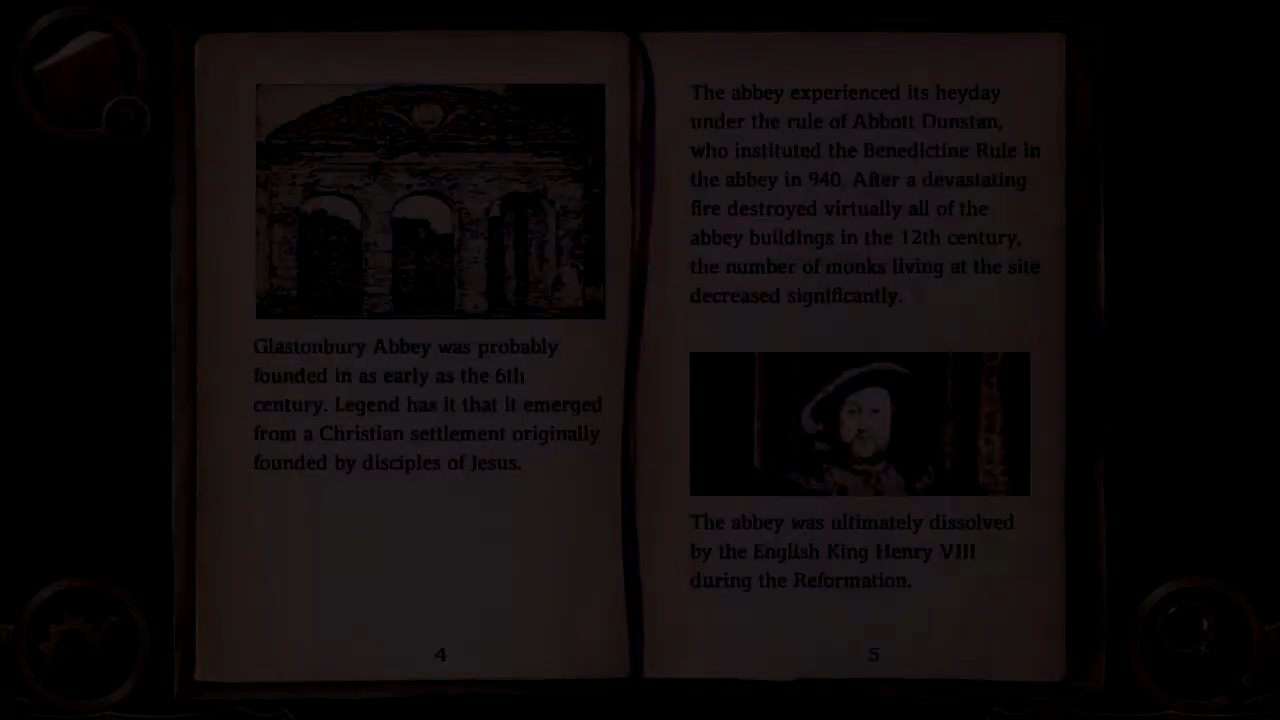 Glastonbury Abbey was probably
founded in as early as the 6th
century. Legend has it that it emerged
from a Christian settlement originally
founded by disciples of Jesus.
4
The abbey experienced its heyday
under the rule of Abbott Dunstan,
who instituted the Benedictine Rule in
the abbey in 940. After a devastating
fire destroyed virtually all of the
abbey buildings in the 12th century,
the number of monks living at the site
decreased significantly.
The abbey was ultimately dissolved
by the English King Henry VIII
during the Reformation.
5